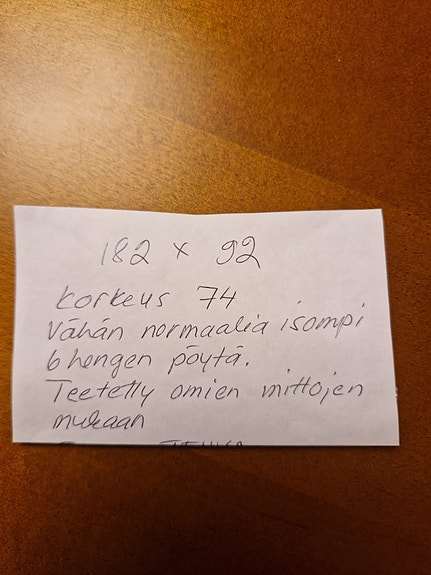 182 x 92
korkeus 74
Vähän normaalia isompi
6 hengen pöytä.
Teetetty omien mittojen
mukaan